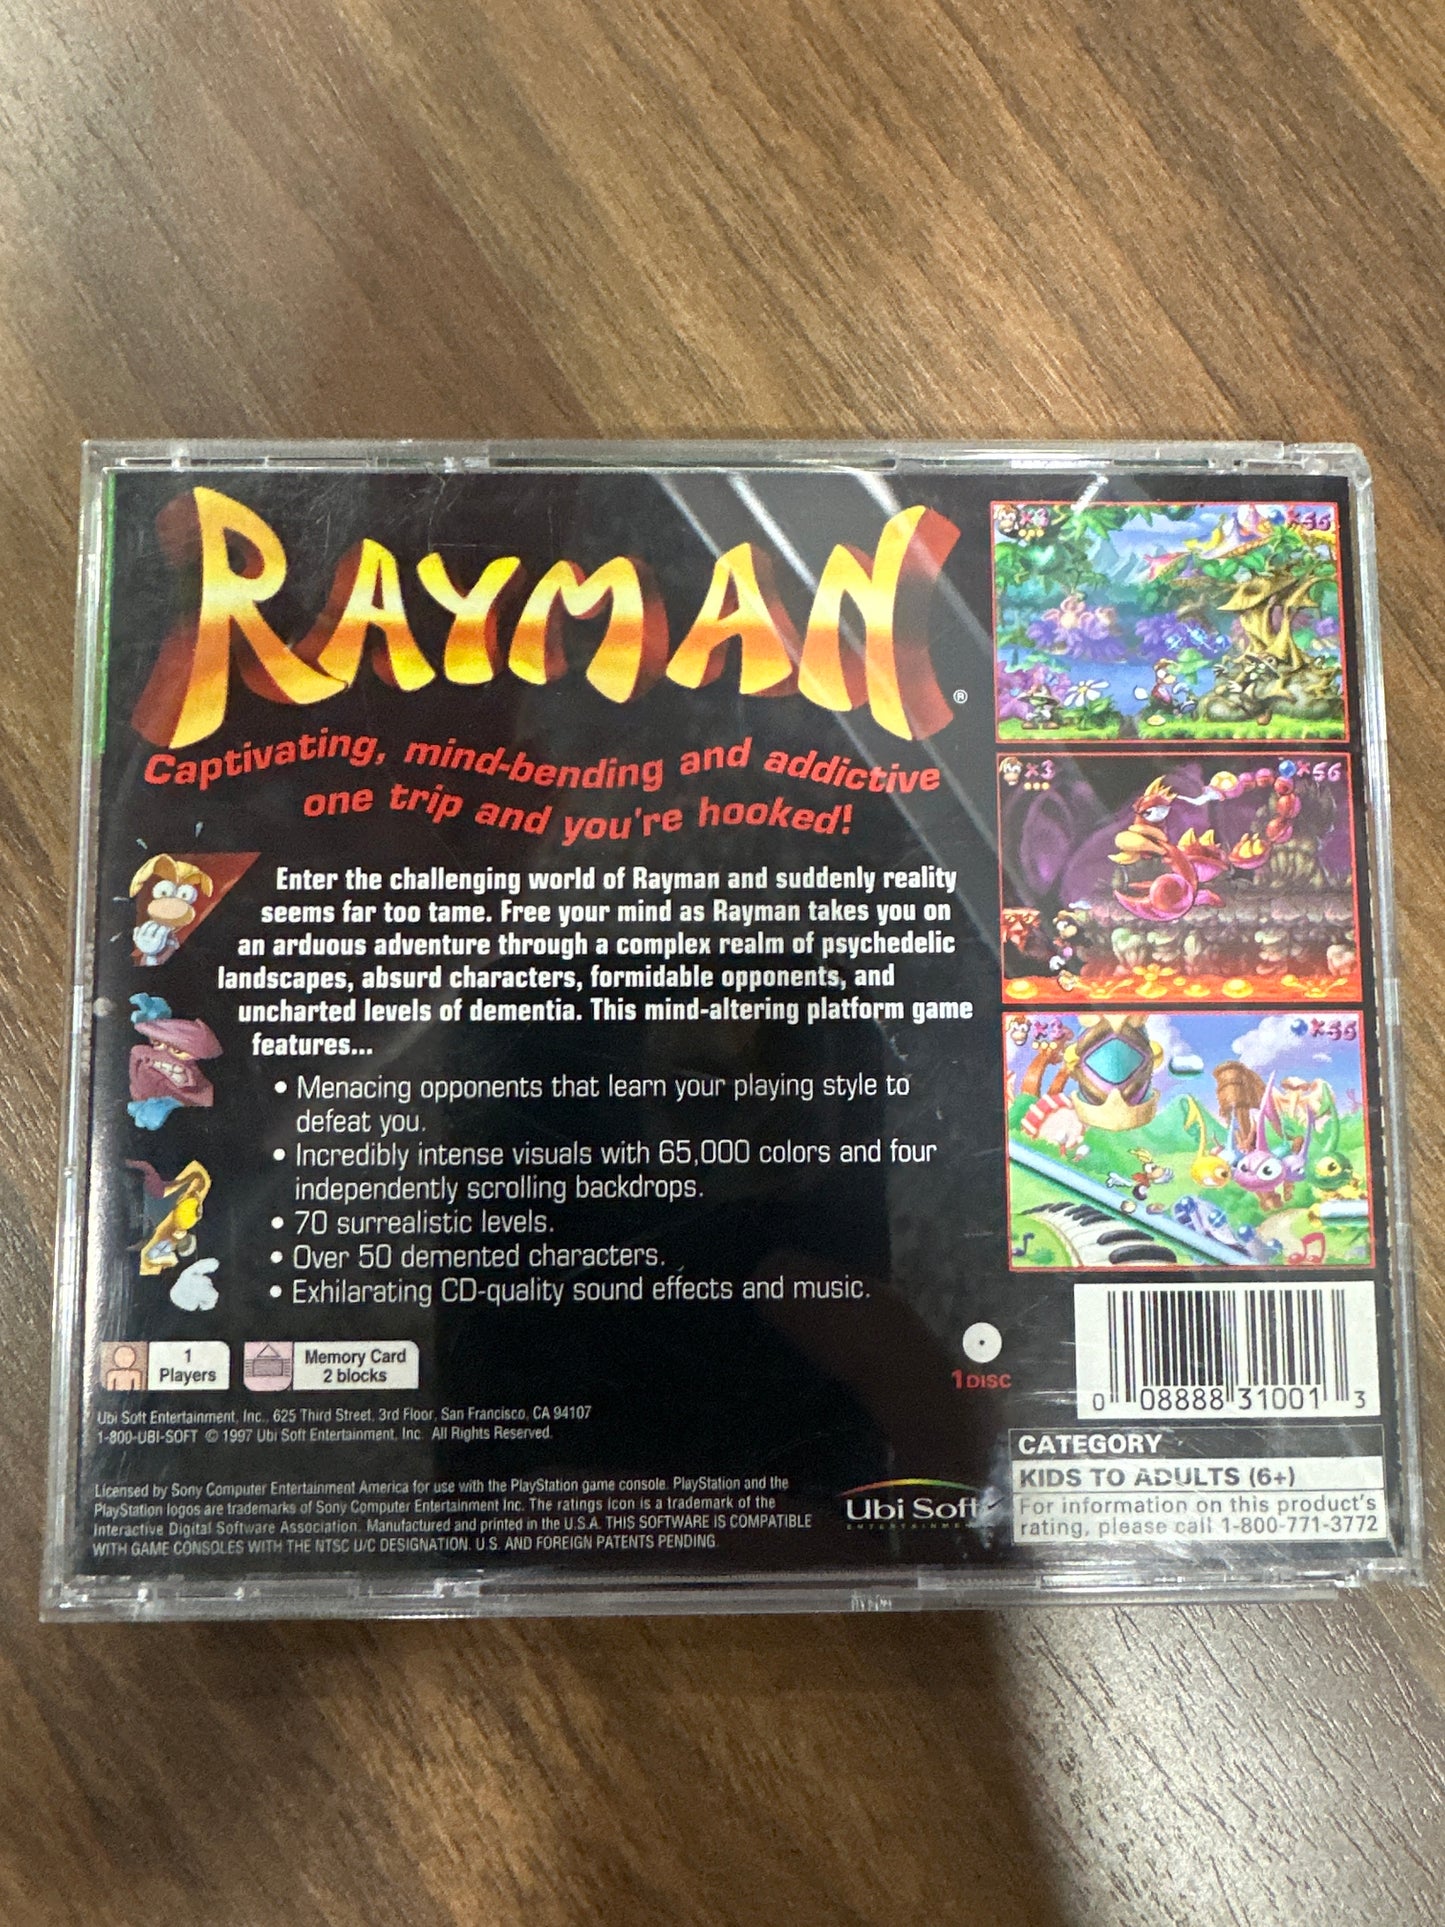 RAYMAN ®
Captivating, mind-bending and addictive
one trip and you're hooked!
Enter the challenging world of Rayman and suddenly reality
seems far too tame. Free your mind as Rayman takes you on
an arduous adventure through a complex realm of psychedelic
landscapes, absurd characters, formidable opponents, and
uncharted levels of dementia. This mind-altering platform game
features...
• Menacing opponents that learn your playing style to
defeat you.
• Incredibly intense visuals with 65,000 colors and four
independently scrolling backdrops.
• 70 surrealistic levels.
• Over 50 demented characters.
• Exhilarating CD-quality sound effects and music.
x3
x56
x3
x56
x3
x56
1
Players
Memory Card
2 blocks
1 DISC
0 08888 31001 3
Ubi Soft Entertainment, Inc., 625 Third Street, 3rd Floor, San Francisco, CA 94107
1-800-UBI-SOFT © 1997 Ubi Soft Entertainment, Inc. All Rights Reserved.
Licensed by Sony Computer Entertainment America for use with the PlayStation game console. PlayStation and the
PlayStation logos are trademarks of Sony Computer Entertainment Inc. The ratings icon is a trademark of the
Interactive Digital Software Association. Manufactured and printed in the U.S.A. THIS SOFTWARE IS COMPATIBLE
WITH GAME CONSOLES WITH THE NTSC U/C DESIGNATION. U.S. AND FOREIGN PATENTS PENDING.
Ubi Soft
ENTERTAINMENT
CATEGORY
KIDS TO ADULTS (6+)
For information on this product's
rating, please call 1-800-771-3772